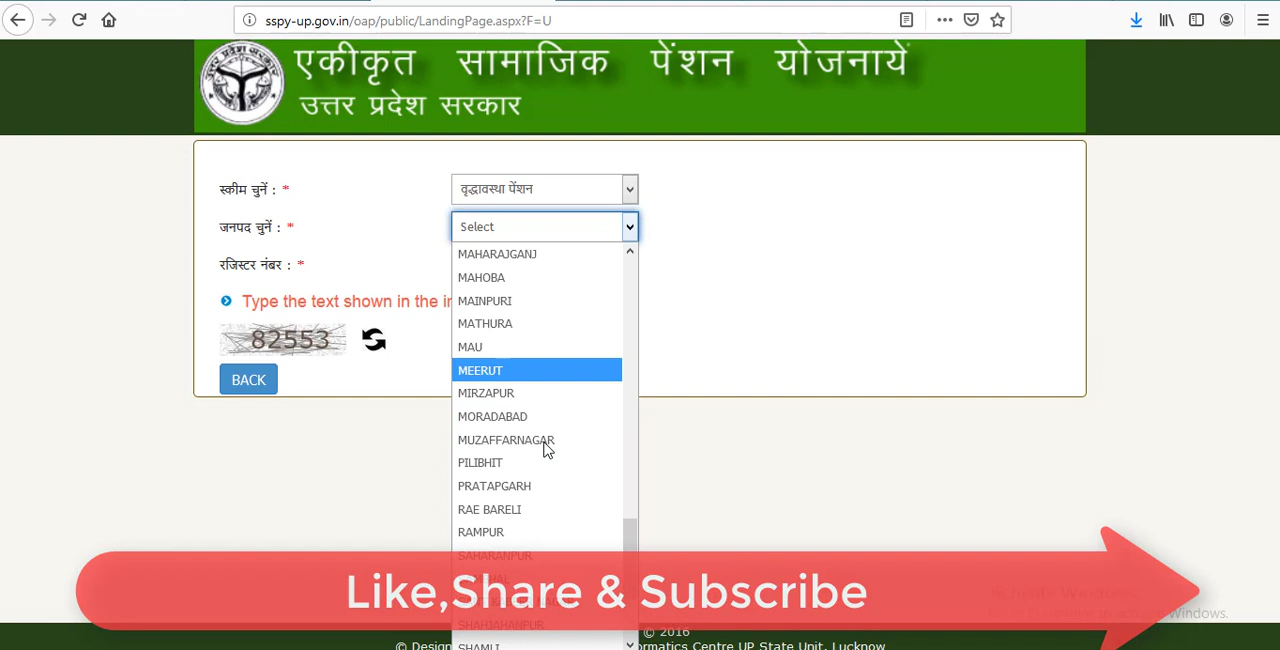 sspy-up.gov.in/oap/public/LandingPage.aspx?F=U
एकीकृत सामाजिक पेंशन योजनायें
उत्तर प्रदेश सरकार
स्कीम चुनें : *
वृद्धावस्था पेंशन
जनपद चुनें : *
Select
रजिस्टर नंबर : *
Type the text shown in the i
82553
BACK
MAHARAJGANJ
MAHOBA
MAINPURI
MATHURA
MAU
MEERUT
MIRZAPUR
MORADABAD
MUZAFFARNAGAR
PILIBHIT
PRATAPGARH
RAE BARELI
RAMPUR
SAHARANPUR
SHAHJAHANPUR
SHAMLI
Like,Share & Subscribe
Windows.
© 2016
© Design
ormatics Centre UP State Unit, Lucknow